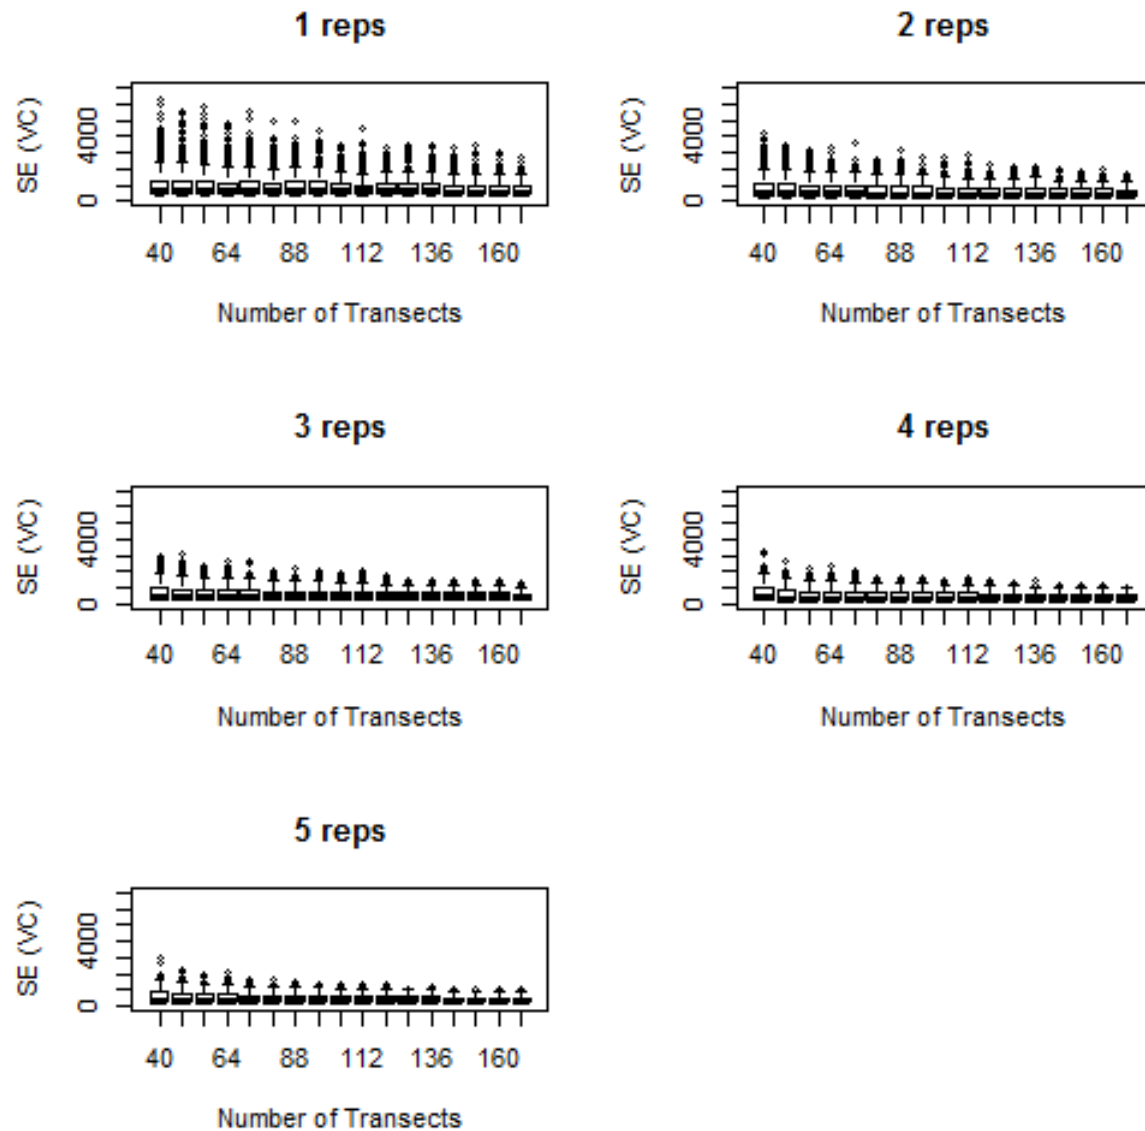 1 reps
SE (VC)
4000
0
40 64 88 112 136 160
Number of Transects
2 reps
SE (VC)
4000
0
40 64 88 112 136 160
Number of Transects
3 reps
SE (VC)
4000
0
40 64 88 112 136 160
Number of Transects
4 reps
SE (VC)
4000
0
40 64 88 112 136 160
Number of Transects
5 reps
SE (VC)
4000
0
40 64 88 112 136 160
Number of Transects